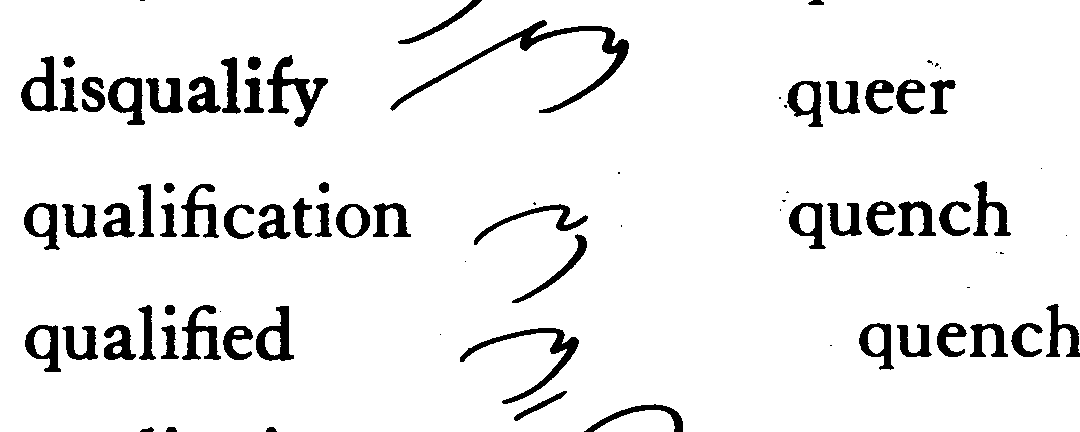 disqualify
qualification
qualified
queer
quench
quench